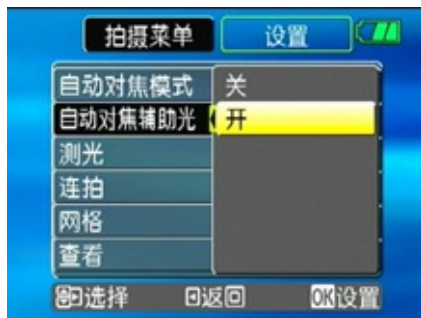 拍摄菜单 设置
自动对焦模式 关
自动对焦辅助光 开
测光
连拍
网格
查看
选择 返回 OK设置